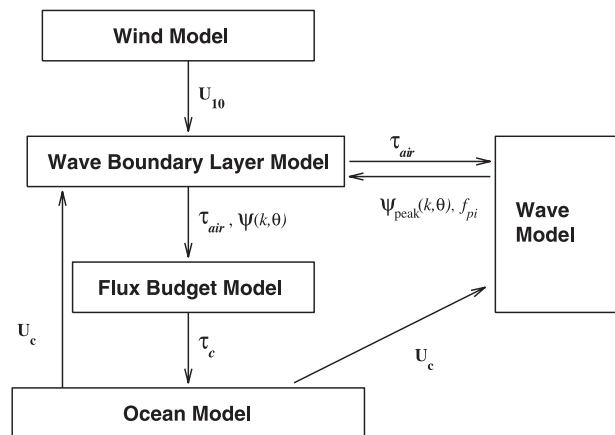 Wind Model
U10
Wave Boundary Layer Model
τair
ψpeak(k,θ), fpi
Wave
Model
τair , ψ(k,θ)
Flux Budget Model
Uc
τc
Uc
Ocean Model